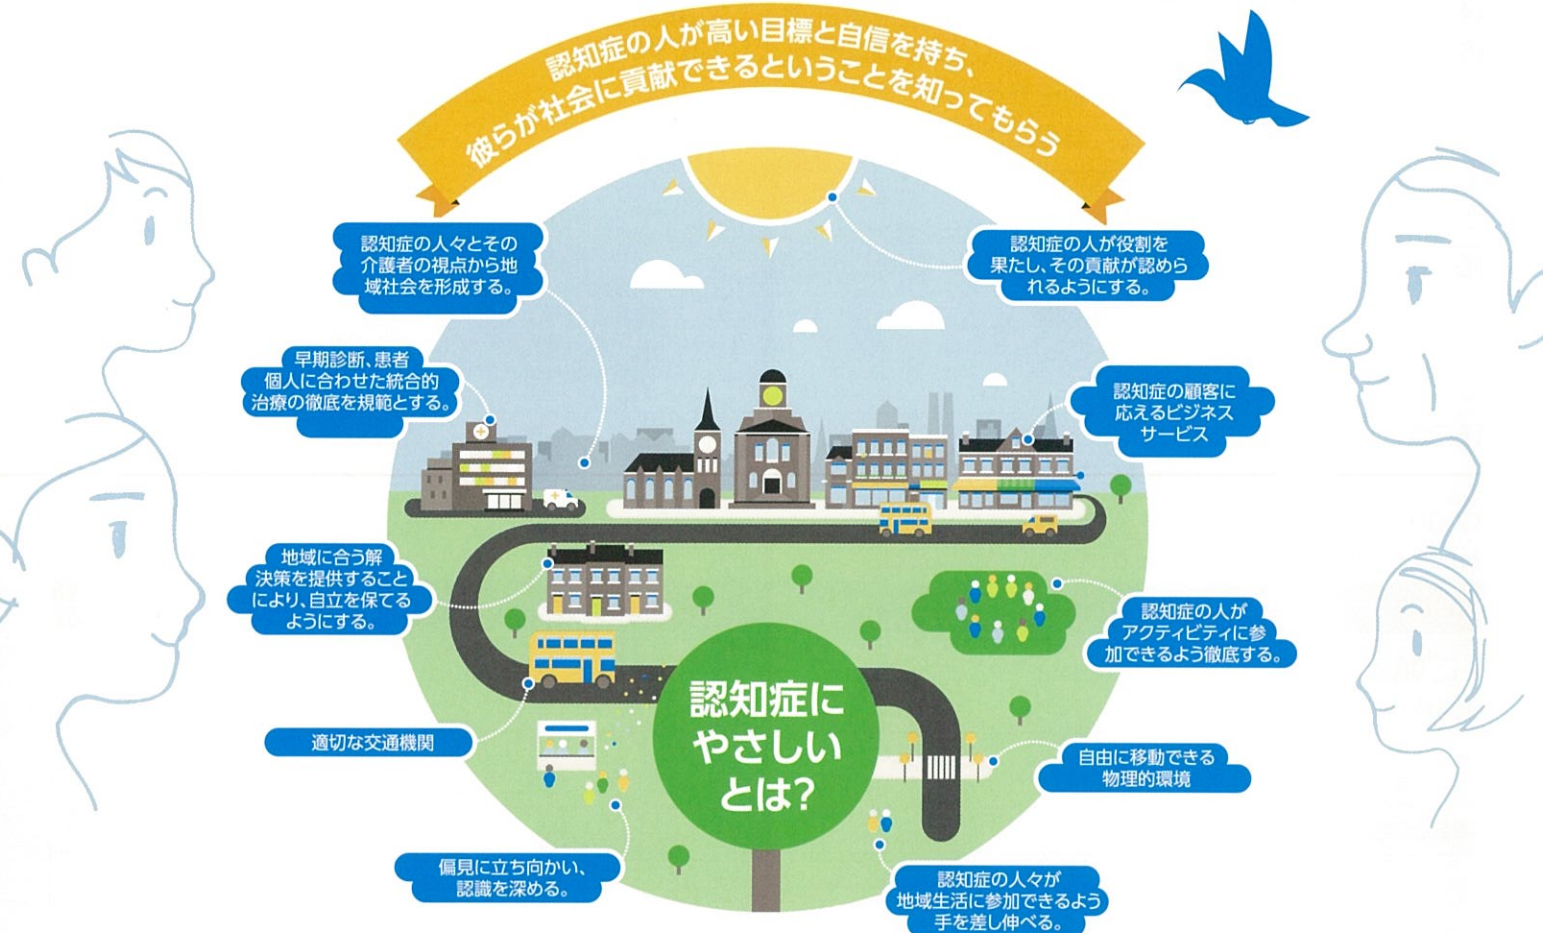 認知症の人が高い目標と自信を持ち、
彼らが社会に貢献できるということを知ってもらう
認知症の人々とその
介護者の視点から地
域社会を形成する。
認知症の人が役割を
果たし、その貢献が認めら
れるようにする。
早期診断、患者
個人に合わせた統合的
治療の徹底を規範とする。
認知症の顧客に
応えるビジネス
サービス
地域に合う解
決策を提供すること
により、自立を保てる
ようにする。
認知症の人が
アクティビティに参
加できるよう徹底する。
認知症に
やさしい
とは?
適切な交通機関
自由に移動できる
物理的環境
偏見に立ち向かい、
認識を深める。
認知症の人々が
地域生活に参加できるよう
手を差し伸べる。